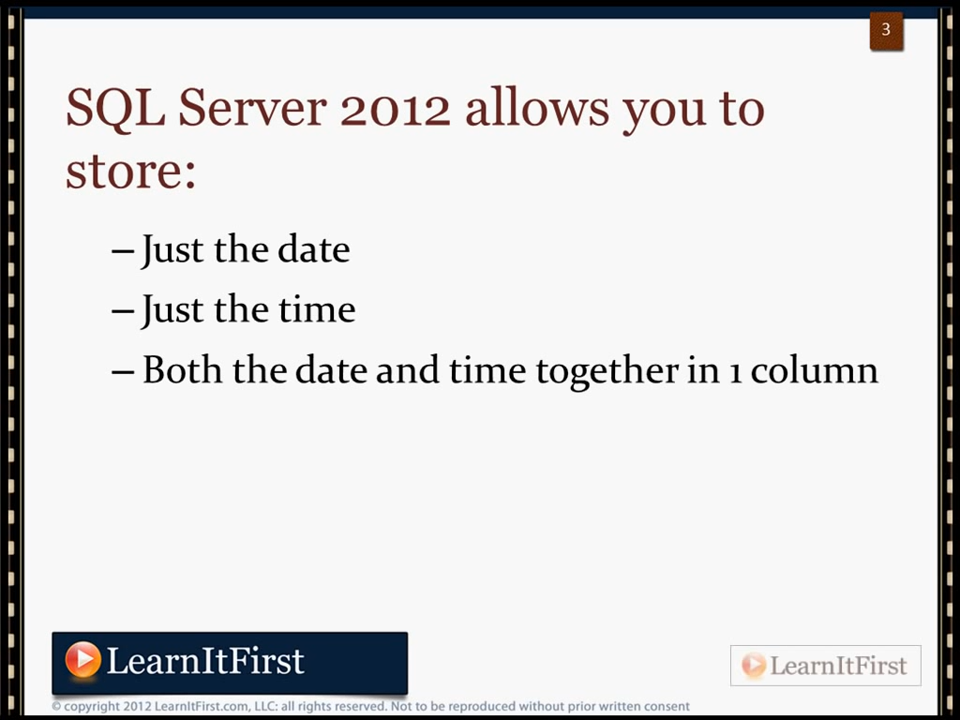 3
SQL Server 2012 allows you to
store:
– Just the date
– Just the time
– Both the date and time together in 1 column
LearnItFirst
LearnItFirst
© copyright 2012 LearnItFirst.com, LLC: all rights reserved. Not to be reproduced without prior written consent